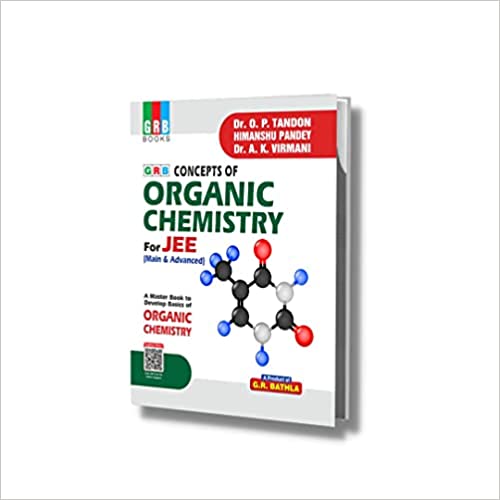 GRB
BOOKS
Dr. O. P. TANDON
HIMANSHU PANDEY
Dr. A. K. VIRMANI
GRB CONCEPTS OF
ORGANIC
CHEMISTRY
For JEE
(Main & Advanced)
A Master Book to
Develop Basics of
ORGANIC
CHEMISTRY
A Product of
G.R. BATHLA